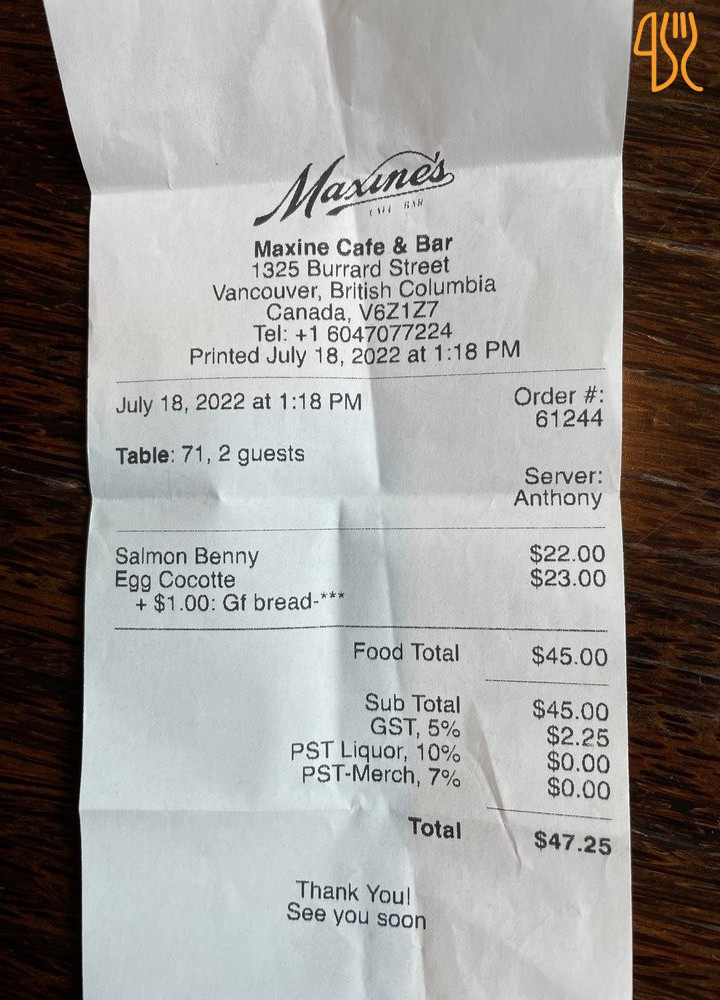 Maxine's
CAFE BAR
Maxine Cafe & Bar
1325 Burrard Street
Vancouver, British Columbia
Canada, V6Z1Z7
Tel: +1 6047077224
Printed July 18, 2022 at 1:18 PM
July 18, 2022 at 1:18 PM Order #:
61244
Table: 71, 2 guests
Server:
Anthony
Salmon Benny $22.00
Egg Cocotte $23.00
+ $1.00: Gf bread-***
Food Total $45.00
Sub Total $45.00
GST, 5% $2.25
PST Liquor, 10% $0.00
PST-Merch, 7% $0.00
Total $47.25
Thank You!
See you soon